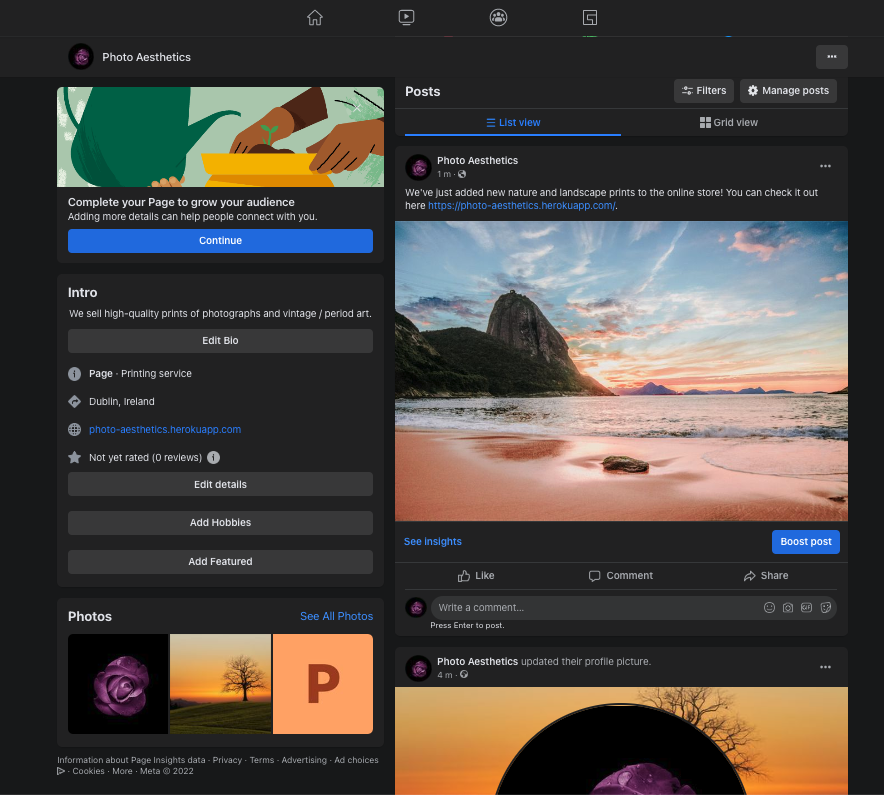 Photo Aesthetics
Complete your Page to grow your audience
Adding more details can help people connect with you.
Continue
Intro
We sell high-quality prints of photographs and vintage / period art.
Edit Bio
Page · Printing service
Dublin, Ireland
photo-aesthetics.herokuapp.com
Not yet rated (0 reviews)
Edit details
Add Hobbies
Add Featured
Photos
See All Photos
P
Information about Page Insights data · Privacy · Terms · Advertising · Ad choices
· Cookies · More · Meta © 2022
Posts
Filters
Manage posts
List view
Grid view
Photo Aesthetics
1 m ·
We've just added new nature and landscape prints to the online store! You can check it out
here https://photo-aesthetics.herokuapp.com/.
See insights
Boost post
Like
Comment
Share
Write a comment...
Press Enter to post.
Photo Aesthetics updated their profile picture.
4 m ·